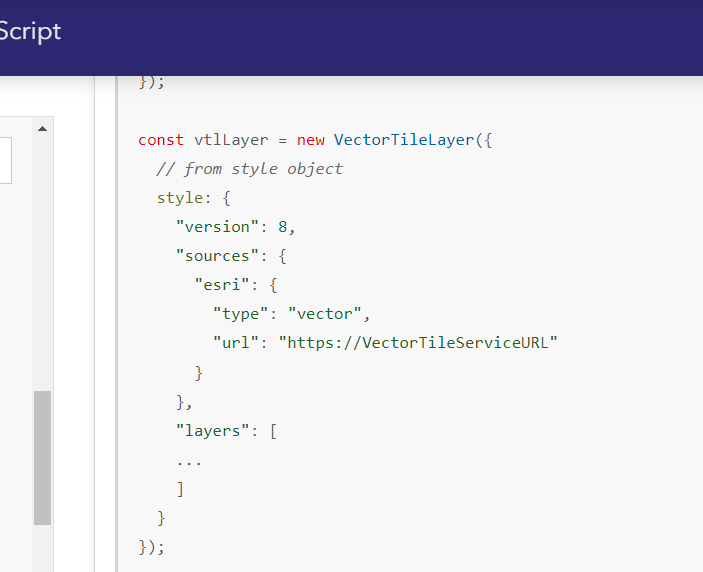 Script
});
const vtlLayer = new VectorTileLayer({
  // from style object
  style: {
    "version": 8,
    "sources": {
      "esri": {
        "type": "vector",
        "url": "https://VectorTileServiceURL"
      }
    },
    "layers": [
    ...
    ]
  }
});